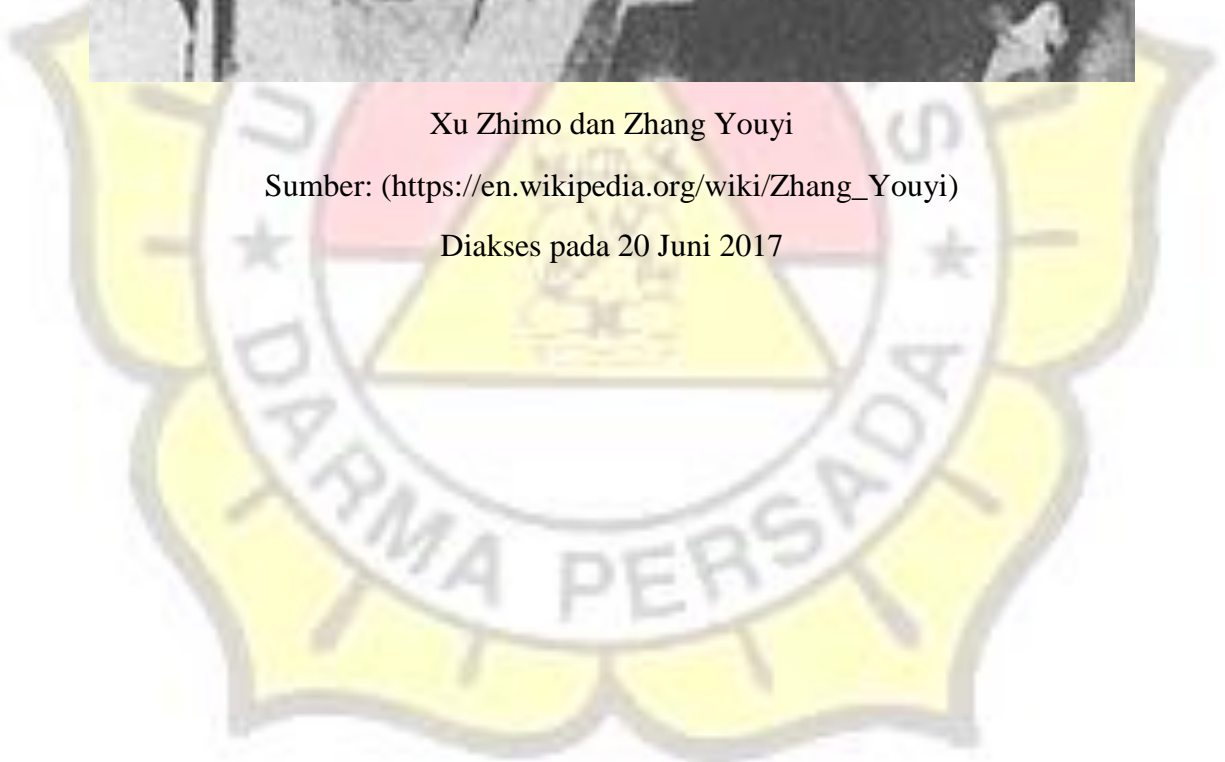 Xu Zhimo dan Zhang Youyi
Sumber: (https://en.wikipedia.org/wiki/Zhang_Youyi)
Diakses pada 20 Juni 2017
DARMA PERSADA